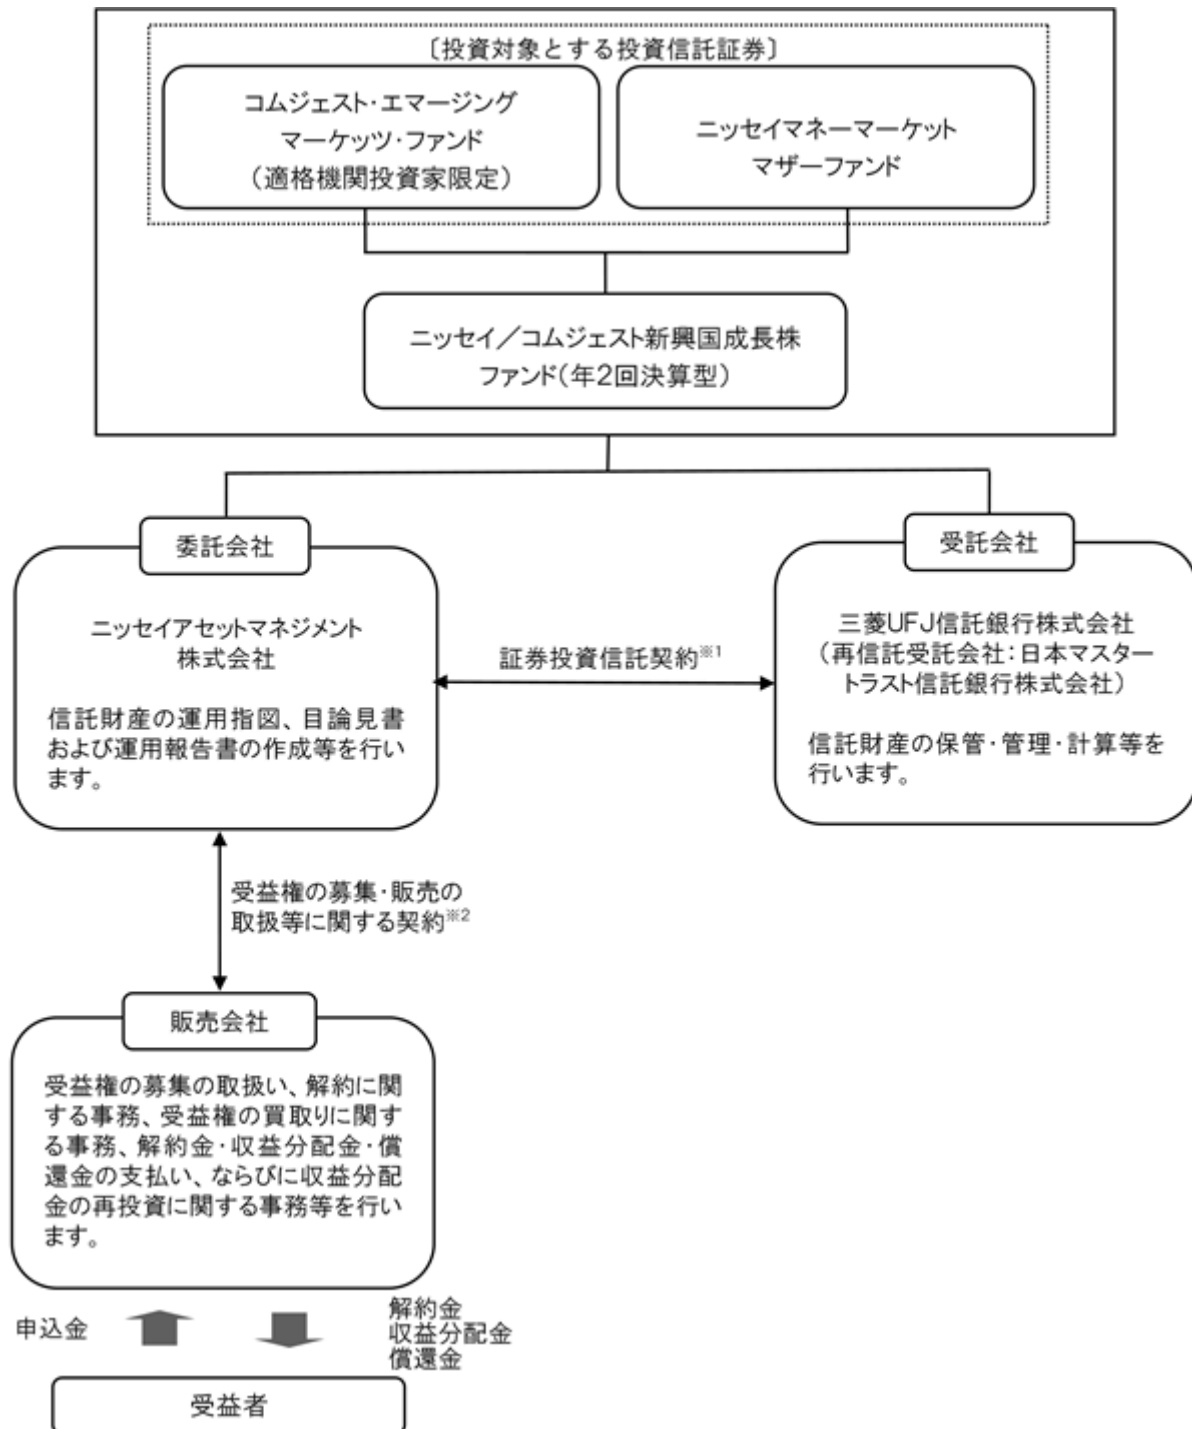 〔投資対象とする投資信託証券〕
コムジェスト・エマージング
マーケッツ・ファンド
（適格機関投資家限定）
ニッセイマネーマーケット
マザーファンド
ニッセイ／コムジェスト新興国成長株
ファンド（年２回決算型）
委託会社
ニッセイアセットマネジメント
株式会社
信託財産の運用指図、目論見書
および運用報告書の作成等を行い
ます。
証券投資信託契約※1
受託会社
三菱ＵＦＪ信託銀行株式会社
（再信託受託会社：日本マスター
トラスト信託銀行株式会社）
信託財産の保管・管理・計算等を
行います。
受益権の募集・販売の
取扱等に関する契約※2
販売会社
受益権の募集の取扱い、解約に関
する事務、受益権の買取りに関す
る事務、解約金・収益分配金・償
還金の支払い、ならびに収益分配
金の再投資に関する事務等を行い
ます。
申込金
解約金
収益分配金
償還金
受益者